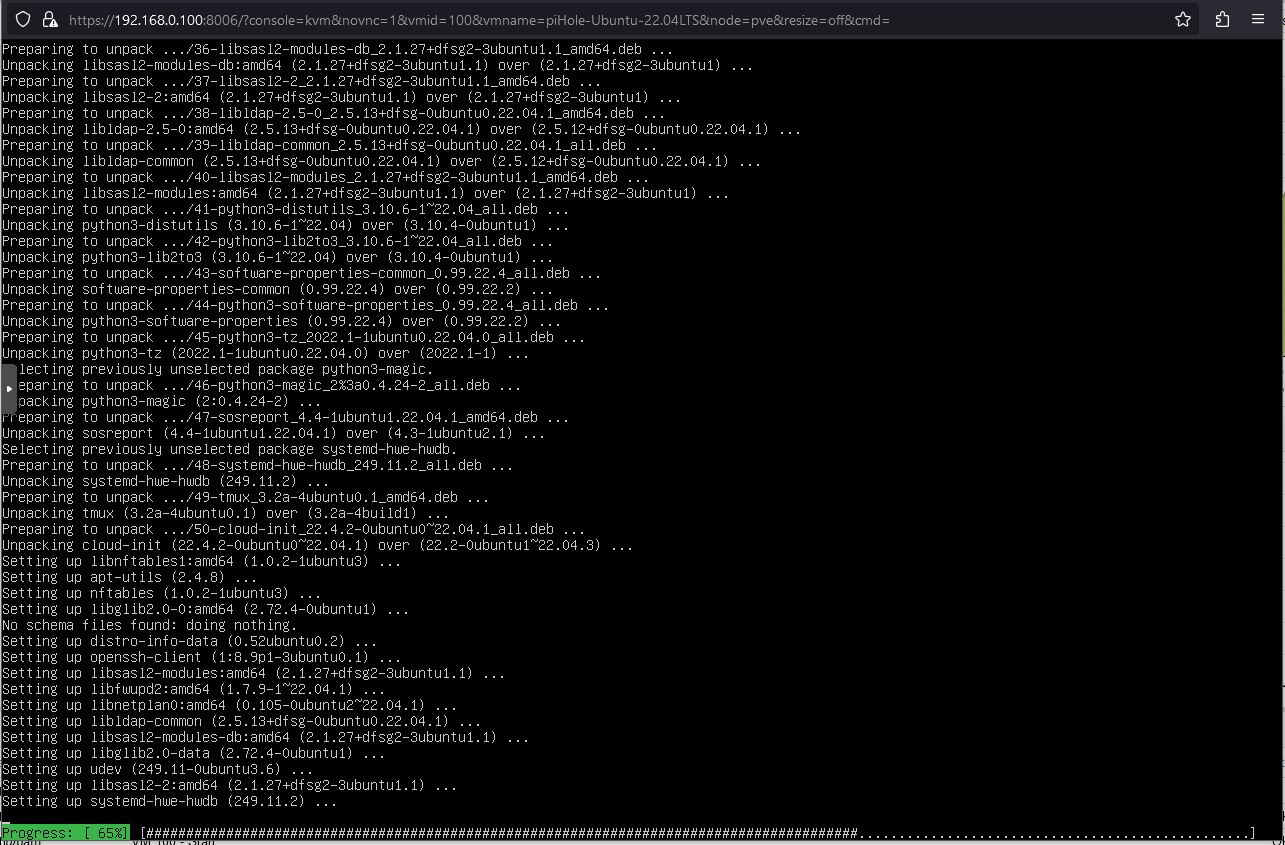 https://192.168.0.100:8006/?console=kvm&novnc=1&vmid=100&vmname=piHole-Ubuntu-22.04LTS&node=pve&resize=off&cmd=
Preparing to unpack .../36-libsasl2-modules-db_2.1.27+dfsg2-3ubuntu1.1_amd64.deb ...
Unpacking libsasl2-modules-db:amd64 (2.1.27+dfsg2-3ubuntu1.1) over (2.1.27+dfsg2-3ubuntu1) ...
Preparing to unpack .../37-libsasl2-2_2.1.27+dfsg2-3ubuntu1.1_amd64.deb ...
Unpacking libsasl2-2:amd64 (2.1.27+dfsg2-3ubuntu1.1) over (2.1.27+dfsg2-3ubuntu1) ...
Preparing to unpack .../38-libldap-2.5-0_2.5.13+dfsg-0ubuntu0.22.04.1_amd64.deb ...
Unpacking libldap-2.5-0:amd64 (2.5.13+dfsg-0ubuntu0.22.04.1) over (2.5.12+dfsg-0ubuntu0.22.04.1) ...
Preparing to unpack .../39-libldap-common_2.5.13+dfsg-0ubuntu0.22.04.1_all.deb ...
Unpacking libldap-common (2.5.13+dfsg-0ubuntu0.22.04.1) over (2.5.12+dfsg-0ubuntu0.22.04.1) ...
Preparing to unpack .../40-libsasl2-modules_2.1.27+dfsg2-3ubuntu1.1_amd64.deb ...
Unpacking libsasl2-modules:amd64 (2.1.27+dfsg2-3ubuntu1.1) over (2.1.27+dfsg2-3ubuntu1) ...
Preparing to unpack .../41-python3-distutils_3.10.6-1~22.04_all.deb ...
Unpacking python3-distutils (3.10.6-1~22.04) over (3.10.4-0ubuntu1) ...
Preparing to unpack .../42-python3-lib2to3_3.10.6-1~22.04_all.deb ...
Unpacking python3-lib2to3 (3.10.6-1~22.04) over (3.10.4-0ubuntu1) ...
Preparing to unpack .../43-software-properties-common_0.99.22.4_all.deb ...
Unpacking software-properties-common (0.99.22.4) over (0.99.22.2) ...
Preparing to unpack .../44-python3-software-properties_0.99.22.4_all.deb ...
Unpacking python3-software-properties (0.99.22.4) over (0.99.22.2) ...
Preparing to unpack .../45-python3-tz_2022.1-1ubuntu0.22.04.0_all.deb ...
Unpacking python3-tz (2022.1-1ubuntu0.22.04.0) over (2022.1-1) ...
lecting previously unselected package python3-magic.
eparing to unpack .../46-python3-magic_2%3a0.4.24-2_all.deb ...
packing python3-magic (2:0.4.24-2) ...
Preparing to unpack .../47-sosreport_4.4-1ubuntu1.22.04.1_amd64.deb ...
Unpacking sosreport (4.4-1ubuntu1.22.04.1) over (4.3-1ubuntu2.1) ...
Selecting previously unselected package systemd-hwe-hwdb.
Preparing to unpack .../48-systemd-hwe-hwdb_249.11.2_all.deb ...
Unpacking systemd-hwe-hwdb (249.11.2) ...
Preparing to unpack .../49-tmux_3.2a-4ubuntu0.1_amd64.deb ...
Unpacking tmux (3.2a-4ubuntu0.1) over (3.2a-4build1) ...
Preparing to unpack .../50-cloud-init_22.4.2-0ubuntu0~22.04.1_all.deb ...
Unpacking cloud-init (22.4.2-0ubuntu0~22.04.1) over (22.2-0ubuntu1~22.04.3) ...
Setting up libnftables1:amd64 (1.0.2-1ubuntu3) ...
Setting up apt-utils (2.4.8) ...
Setting up nftables (1.0.2-1ubuntu3) ...
Setting up libglib2.0-0:amd64 (2.72.4-0ubuntu1) ...
No schema files found: doing nothing.
Setting up distro-info-data (0.52ubuntu0.2) ...
Setting up openssh-client (1:8.9p1-3ubuntu0.1) ...
Setting up libsasl2-modules:amd64 (2.1.27+dfsg2-3ubuntu1.1) ...
Setting up libfwupd2:amd64 (1.7.9-1~22.04.1) ...
Setting up libnetplan0:amd64 (0.105-0ubuntu2~22.04.1) ...
Setting up libldap-common (2.5.13+dfsg-0ubuntu0.22.04.1) ...
Setting up libsasl2-modules-db:amd64 (2.1.27+dfsg2-3ubuntu1.1) ...
Setting up libglib2.0-data (2.72.4-0ubuntu1) ...
Setting up udev (249.11-0ubuntu3.6) ...
Setting up libsasl2-2:amd64 (2.1.27+dfsg2-3ubuntu1.1) ...
Setting up systemd-hwe-hwdb (249.11.2) ...
Progress: [ 65%] [#########################################################################################.................................................]